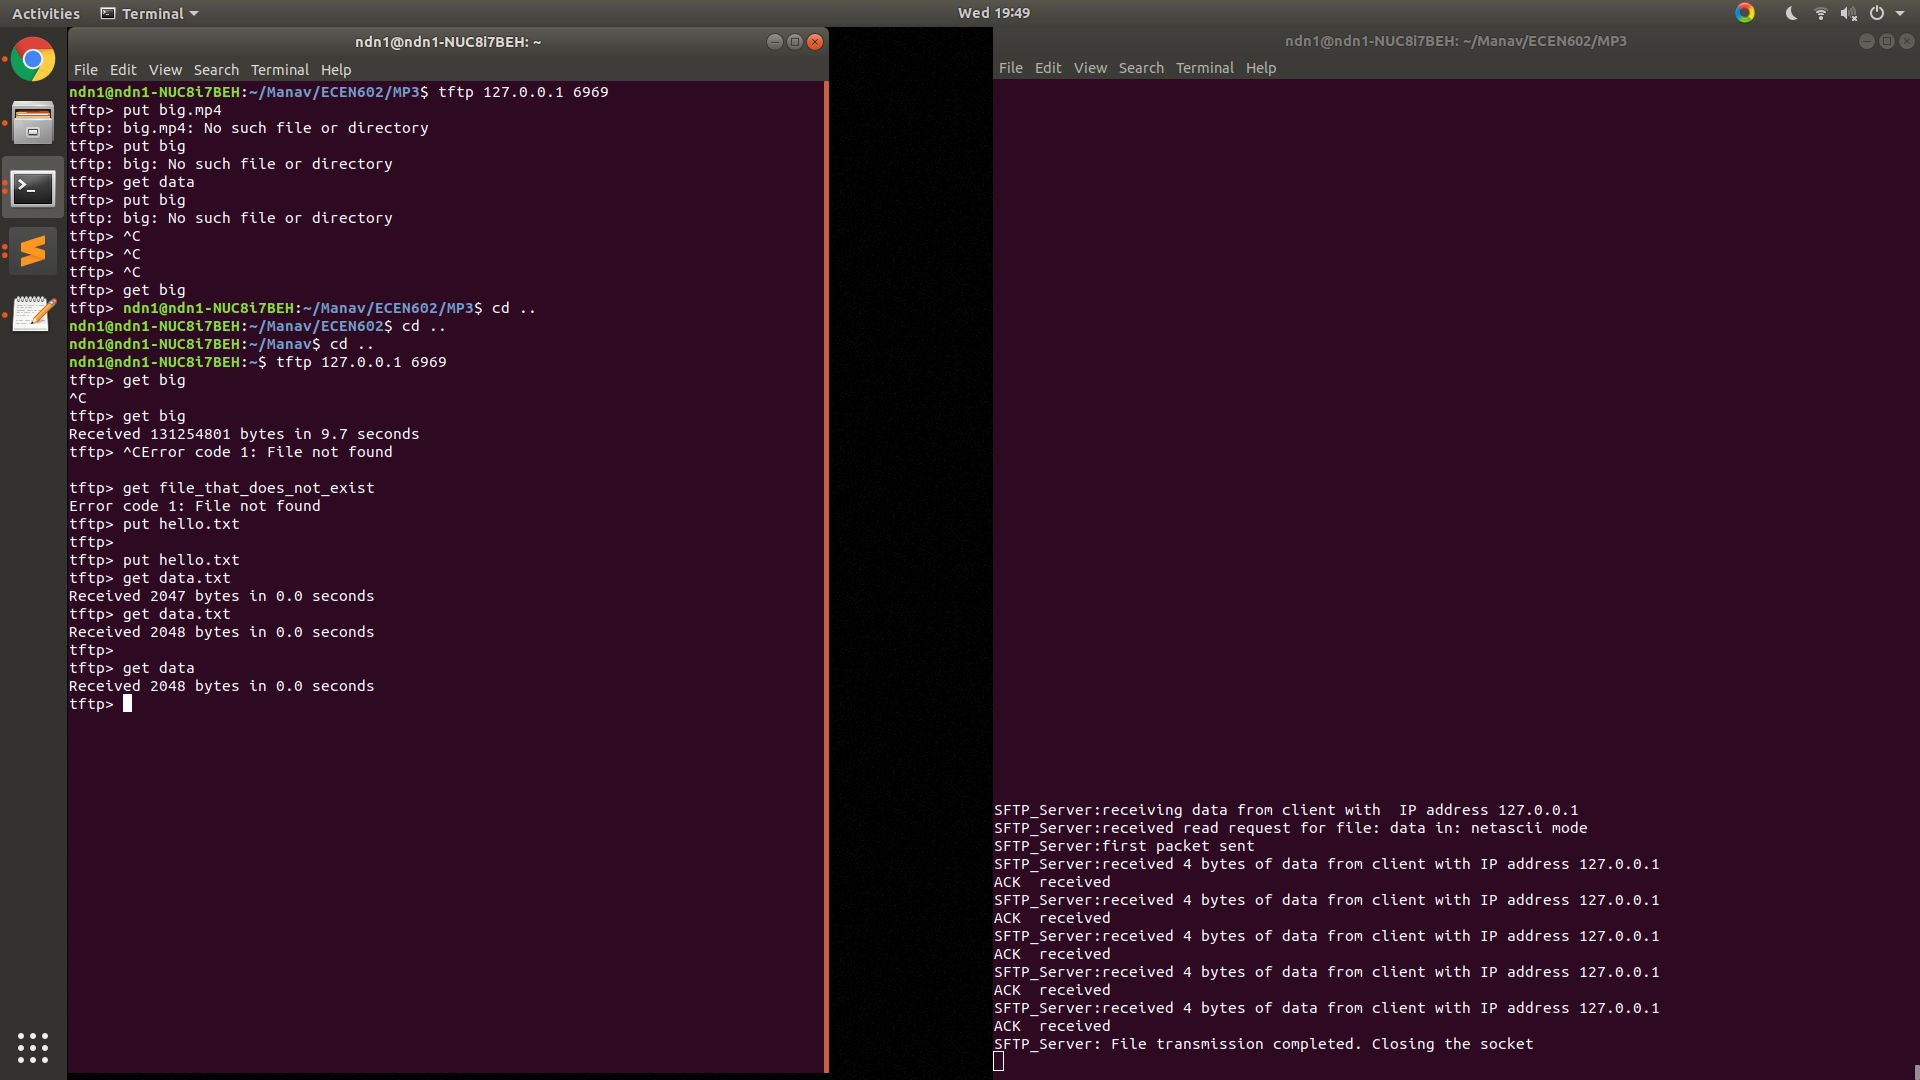 Activities Terminal Wed 19:49
ndn1@ndn1-NUC8i7BEH: ~
File Edit View Search Terminal Help
ndn1@ndn1-NUC8i7BEH:~/Manav/ECEN602/MP3$ tftp 127.0.0.1 6969
tftp> put big.mp4
tftp: big.mp4: No such file or directory
tftp> put big
tftp: big: No such file or directory
tftp> get data
tftp> put big
tftp: big: No such file or directory
tftp> ^C
tftp> ^C
tftp> ^C
tftp> get big
tftp> ndn1@ndn1-NUC8i7BEH:~/Manav/ECEN602/MP3$ cd ..
ndn1@ndn1-NUC8i7BEH:~/Manav/ECEN602$ cd ..
ndn1@ndn1-NUC8i7BEH:~/Manav$ cd ..
ndn1@ndn1-NUC8i7BEH:~$ tftp 127.0.0.1 6969
tftp> get big
^C
tftp> get big
Received 131254801 bytes in 9.7 seconds
tftp> ^CError code 1: File not found
tftp> get file_that_does_not_exist
Error code 1: File not found
tftp> put hello.txt
tftp>
tftp> put hello.txt
tftp> get data.txt
Received 2047 bytes in 0.0 seconds
tftp> get data.txt
Received 2048 bytes in 0.0 seconds
tftp>
tftp> get data
Received 2048 bytes in 0.0 seconds
tftp>
ndn1@ndn1-NUC8i7BEH: ~/Manav/ECEN602/MP3
File Edit View Search Terminal Help
SFTP_Server:receiving data from client with  IP address 127.0.0.1
SFTP_Server:received read request for file: data in: netascii mode
SFTP_Server:first packet sent
SFTP_Server:received 4 bytes of data from client with IP address 127.0.0.1
ACK  received
SFTP_Server:received 4 bytes of data from client with IP address 127.0.0.1
ACK  received
SFTP_Server:received 4 bytes of data from client with IP address 127.0.0.1
ACK  received
SFTP_Server:received 4 bytes of data from client with IP address 127.0.0.1
ACK  received
SFTP_Server:received 4 bytes of data from client with IP address 127.0.0.1
ACK  received
SFTP_Server: File transmission completed. Closing the socket